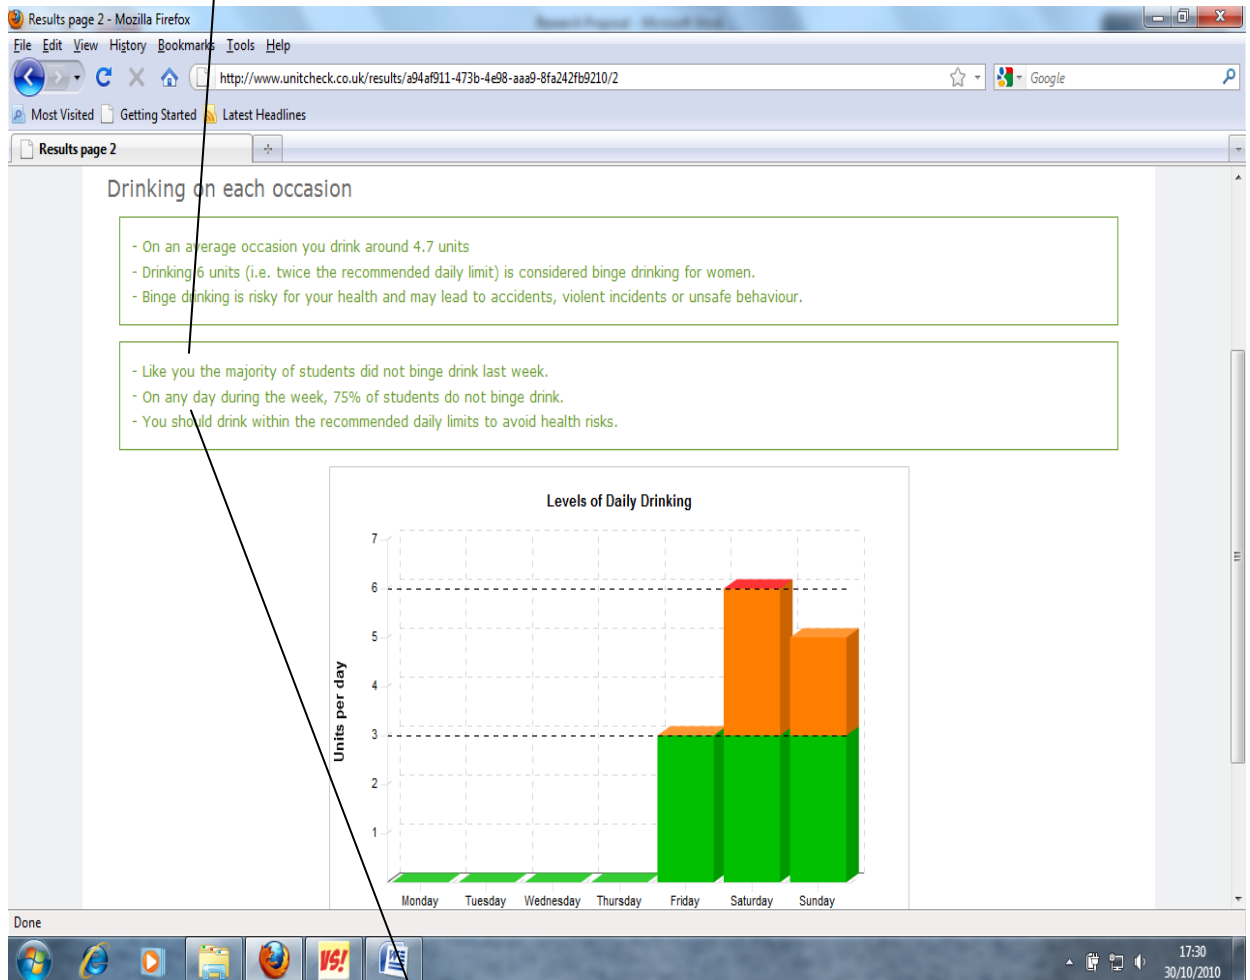 Results page 2 - Mozilla Firefox
File Edit View History Bookmarks Tools Help
http://www.unitcheck.co.uk/results/a94af911-473b-4e98-aaa9-8fa242fb9210/2
Google
Most Visited Getting Started Latest Headlines
Results page 2
Drinking on each occasion
- On an average occasion you drink around 4.7 units
- Drinking 6 units (i.e. twice the recommended daily limit) is considered binge drinking for women.
- Binge drinking is risky for your health and may lead to accidents, violent incidents or unsafe behaviour.
- Like you the majority of students did not binge drink last week.
- On any day during the week, 75% of students do not binge drink.
- You should drink within the recommended daily limits to avoid health risks.
Levels of Daily Drinking
Units per day
7
6
5
4
3
2
1
Monday Tuesday Wednesday Thursday Friday Saturday Sunday
Done
VS!
17:30
30/10/2010